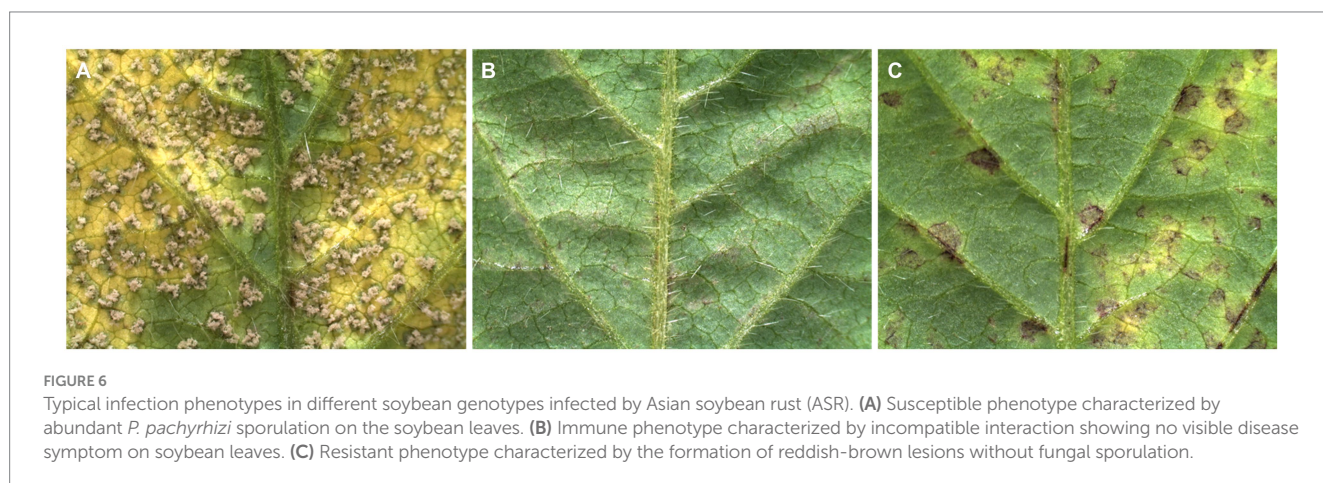 A
B
C
FIGURE 6
Typical infection phenotypes in different soybean genotypes infected by Asian soybean rust (ASR). (A) Susceptible phenotype characterized by
abundant P. pachyrhizi sporulation on the soybean leaves. (B) Immune phenotype characterized by incompatible interaction showing no visible disease
symptom on soybean leaves. (C) Resistant phenotype characterized by the formation of reddish-brown lesions without fungal sporulation.